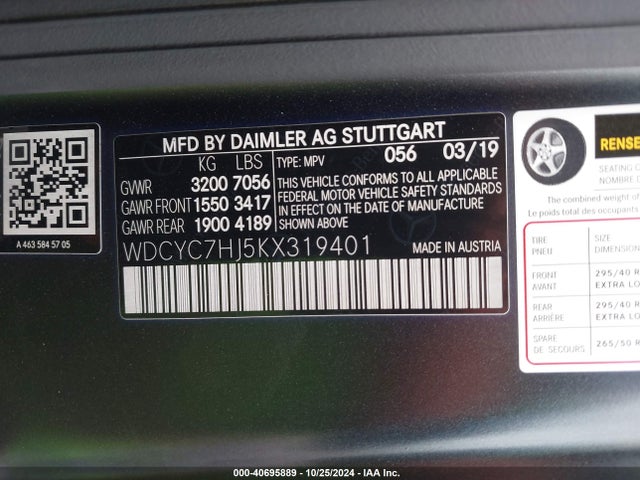 MFD BY DAIMLER AG STUTTGART
KG LBS TYPE: MPV 056 03/19
GVWR 3200 7056
GAWR FRONT 1550 3417
GAWR REAR 1900 4189
THIS VEHICLE CONFORMS TO ALL APPLICABLE
FEDERAL MOTOR VEHICLE SAFETY STANDARDS
IN EFFECT ON THE DATE OF MANUFACTURE
SHOWN ABOVE.
WDCYC7HJ5KX319401 MADE IN AUSTRIA
A 463 584 57 05
SEATING
NOMBRE D
The combined weight of
Le poids total des occupants
TIRE SIZE
PNEU DIMENSION
FRONT 295/40 R
AVANT EXTRA LO
REAR 295/40 R
ARRIÈRE EXTRA LO
SPARE 265/50 R
DE SECOURS
000-40695889 - 10/25/2024 - IAA Inc.